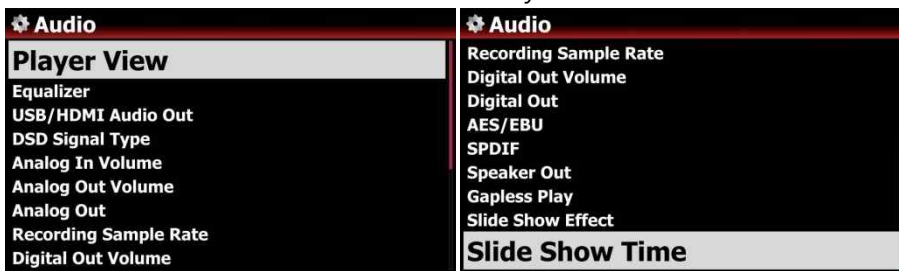 Audio
Player View
Equalizer
USB/HDMI Audio Out
DSD Signal Type
Analog In Volume
Analog Out Volume
Analog Out
Recording Sample Rate
Digital Out Volume
Audio
Recording Sample Rate
Digital Out Volume
Digital Out
AES/EBU
SPDIF
Speaker Out
Gapless Play
Slide Show Effect
Slide Show Time